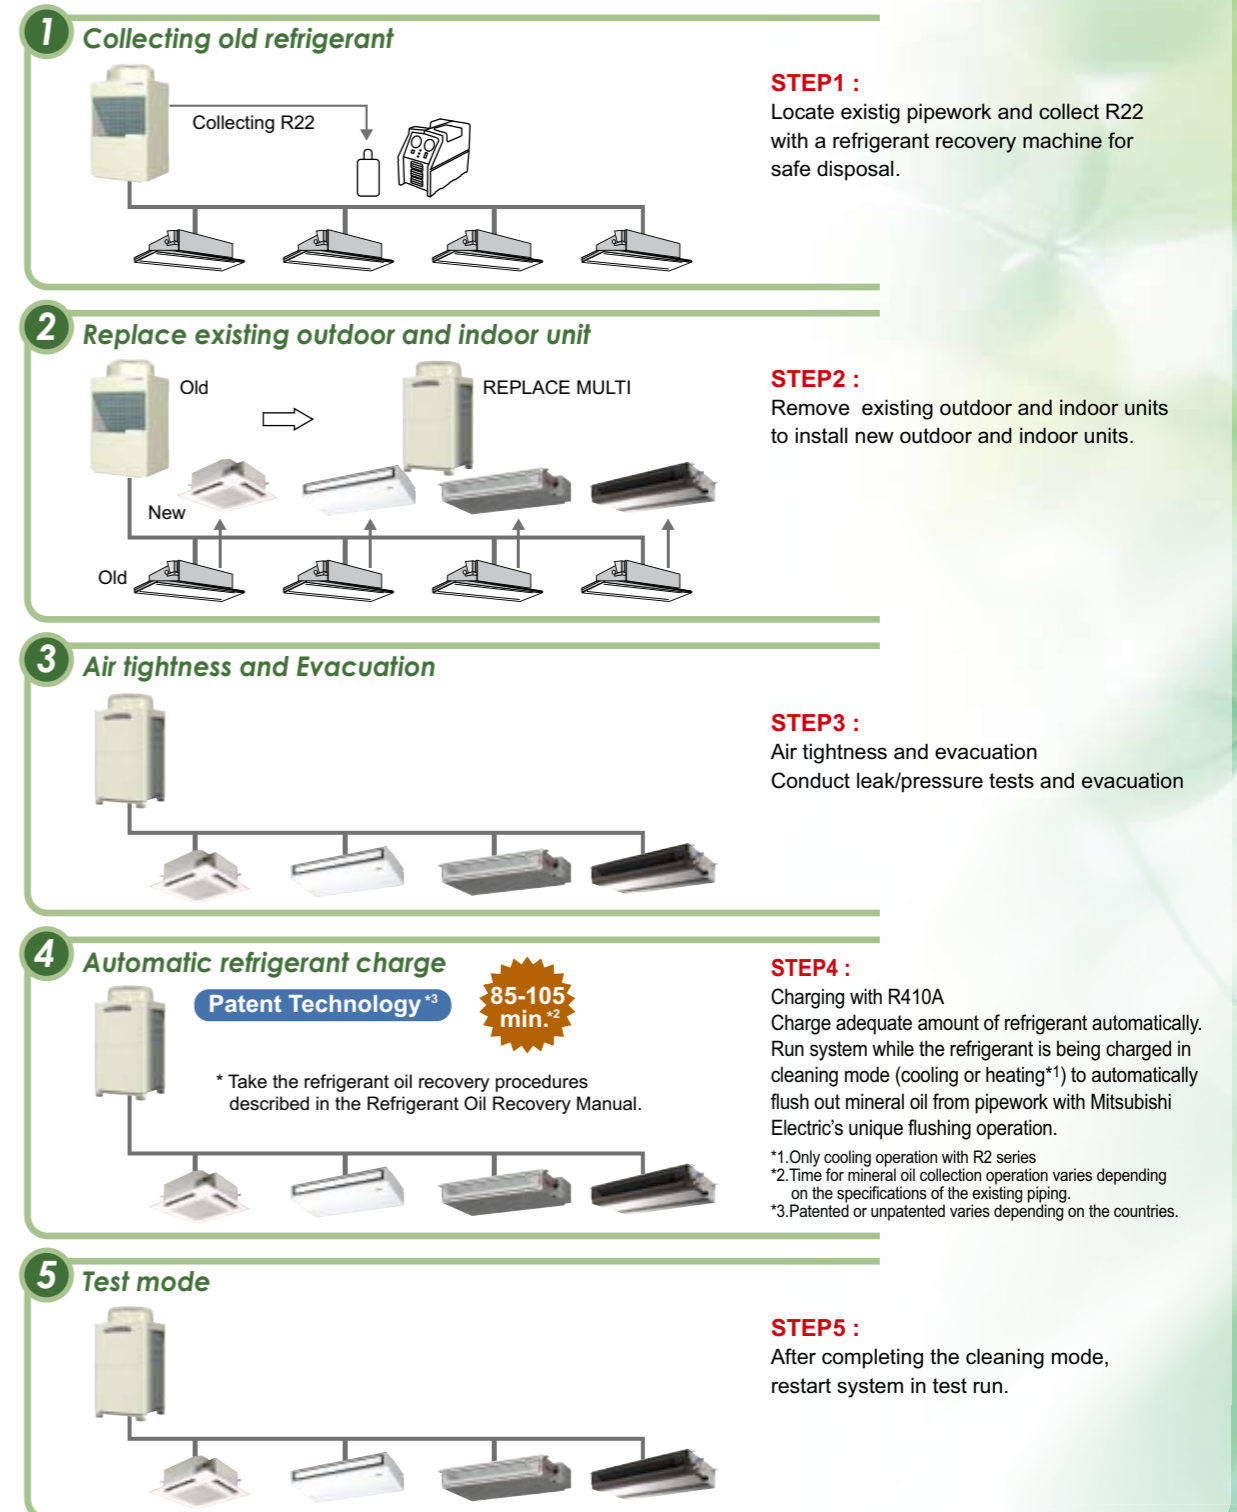 1 Collecting old refrigerant
Collecting R22
STEP1 :
Locate existig pipework and collect R22
with a refrigerant recovery machine for
safe disposal.
2 Replace existing outdoor and indoor unit
Old
REPLACE MULTI
New
Old
STEP2 :
Remove existing outdoor and indoor units
to install new outdoor and indoor units.
3 Air tightness and Evacuation
STEP3 :
Air tightness and evacuation
Conduct leak/pressure tests and evacuation
4 Automatic refrigerant charge
Patent Technology *3
85-105
min.*2
* Take the refrigerant oil recovery procedures
described in the Refrigerant Oil Recovery Manual.
STEP4 :
Charging with R410A
Charge adequate amount of refrigerant automatically.
Run system while the refrigerant is being charged in
cleaning mode (cooling or heating*1) to automatically
flush out mineral oil from pipework with Mitsubishi
Electric's unique flushing operation.
*1.Only cooling operation with R2 series
*2.Time for mineral oil collection operation varies depending
on the specifications of the existing piping.
*3.Patented or unpatented varies depending on the countries.
5 Test mode
STEP5 :
After completing the cleaning mode,
restart system in test run.